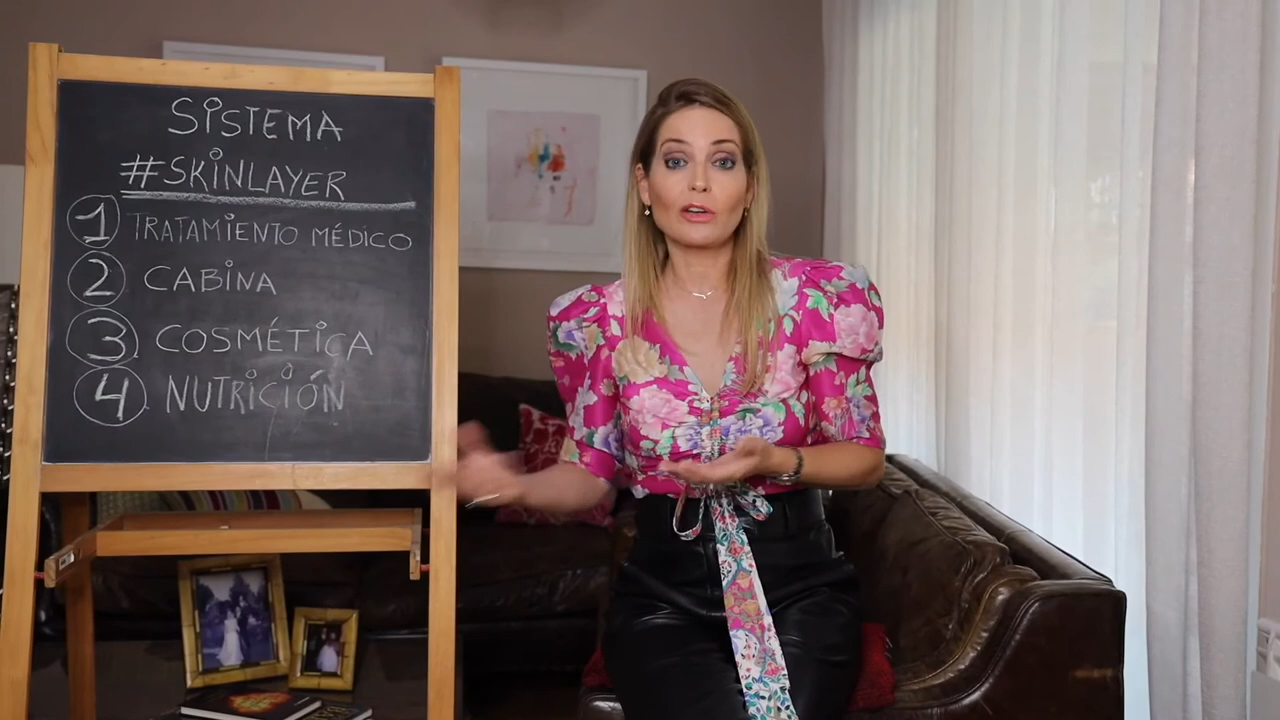 SISTEMA
#SKINLAYER
1 TRATAMIENTO MÉDICO
2 CABINA
3. COSMÉTICA
4. NUTRICIÓN